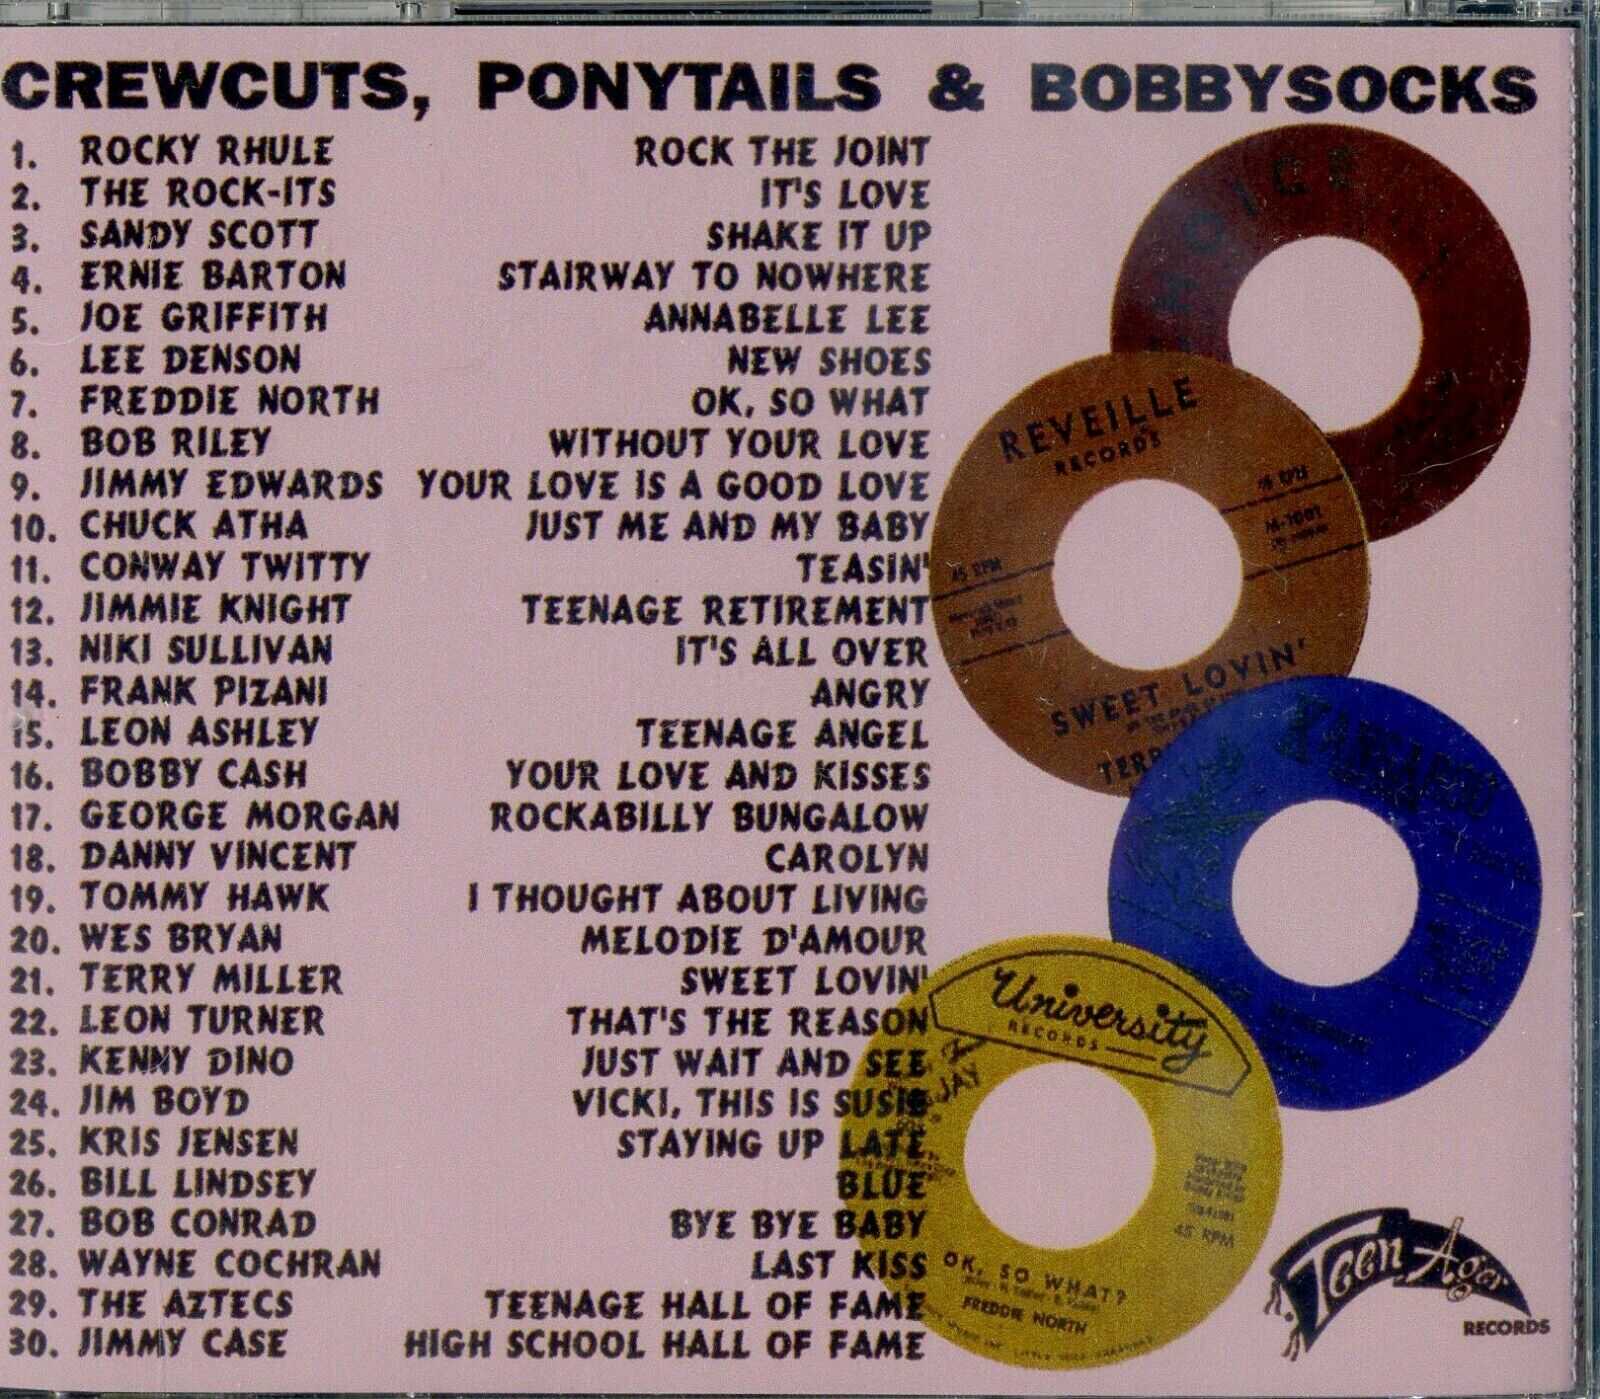 CREWCUTS, PONYTAILS & BOBBYSOCKS
1. ROCKY RHULE ROCK THE JOINT
2. THE ROCK-ITS IT'S LOVE
3. SANDY SCOTT SHAKE IT UP
4. ERNIE BARTON STAIRWAY TO NOWHERE
5. JOE GRIFFITH ANNABELLE LEE
6. LEE DENSON NEW SHOES
7. FREDDIE NORTH OK, SO WHAT
8. BOB RILEY WITHOUT YOUR LOVE
9. JIMMY EDWARDS YOUR LOVE IS A GOOD LOVE
10. CHUCK ATHA JUST ME AND MY BABY
11. CONWAY TWITTY TEASIN'
12. JIMMIE KNIGHT TEENAGE RETIREMENT
13. NIKI SULLIVAN IT'S ALL OVER
14. FRANK PIZANI ANGRY
15. LEON ASHLEY TEENAGE ANGEL
16. BOBBY CASH YOUR LOVE AND KISSES
17. GEORGE MORGAN ROCKABILLY BUNGALOW
18. DANNY VINCENT CAROLYN
19. TOMMY HAWK I THOUGHT ABOUT LIVING
20. WES BRYAN MELODIE D'AMOUR
21. TERRY MILLER SWEET LOVIN'
22. LEON TURNER THAT'S THE REASON
23. KENNY DINO JUST WAIT AND SEE
24. JIM BOYD VICKI, THIS IS SUSIE
25. KRIS JENSEN STAYING UP LATE
26. BILL LINDSEY BLUE
27. BOB CONRAD BYE BYE BABY
28. WAYNE COCHRAN LAST KISS
29. THE AZTECS TEENAGE HALL OF FAME
30. JIMMY CASE HIGH SCHOOL HALL OF FAME
REVEILLE
RECORDS
45 RPM
45 RPM
M-1001
SWEET LOVIN'
TERR
KANGAROO
University
RECORDS
JAY
45 RPM
OK, SO WHAT?
FREDDIE NORTH
Teen Ager
RECORDS